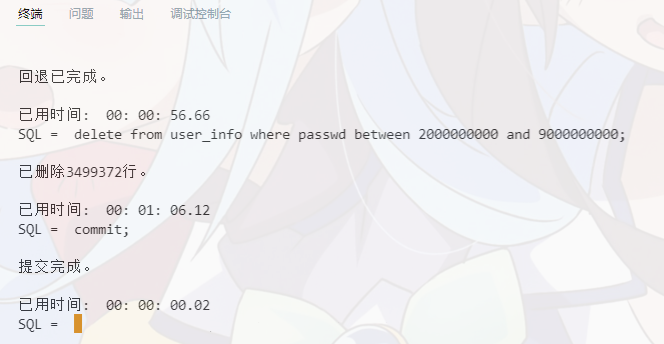 终端 问题 输出 调试控制台
回退已完成。
已用时间:  00: 00: 56.66
SQL =  delete from user_info where passwd between 2000000000 and 9000000000;
已删除3499372行。
已用时间:  00: 01: 06.12
SQL =  commit;
提交完成。
已用时间:  00: 00: 00.02
SQL =